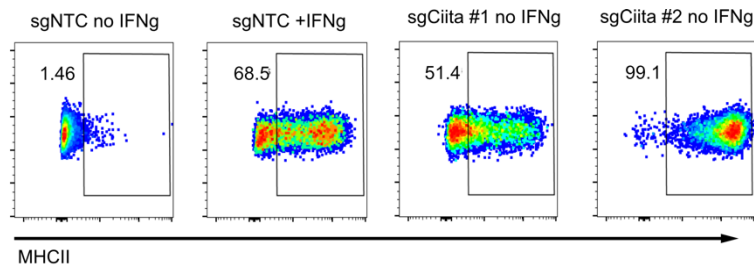 sgNTC no IFNg
sgNTC +IFNg
sgCiita #1 no IFNg
sgCiita #2 no IFNg
1.46
68.5
51.4
99.1
MHCII